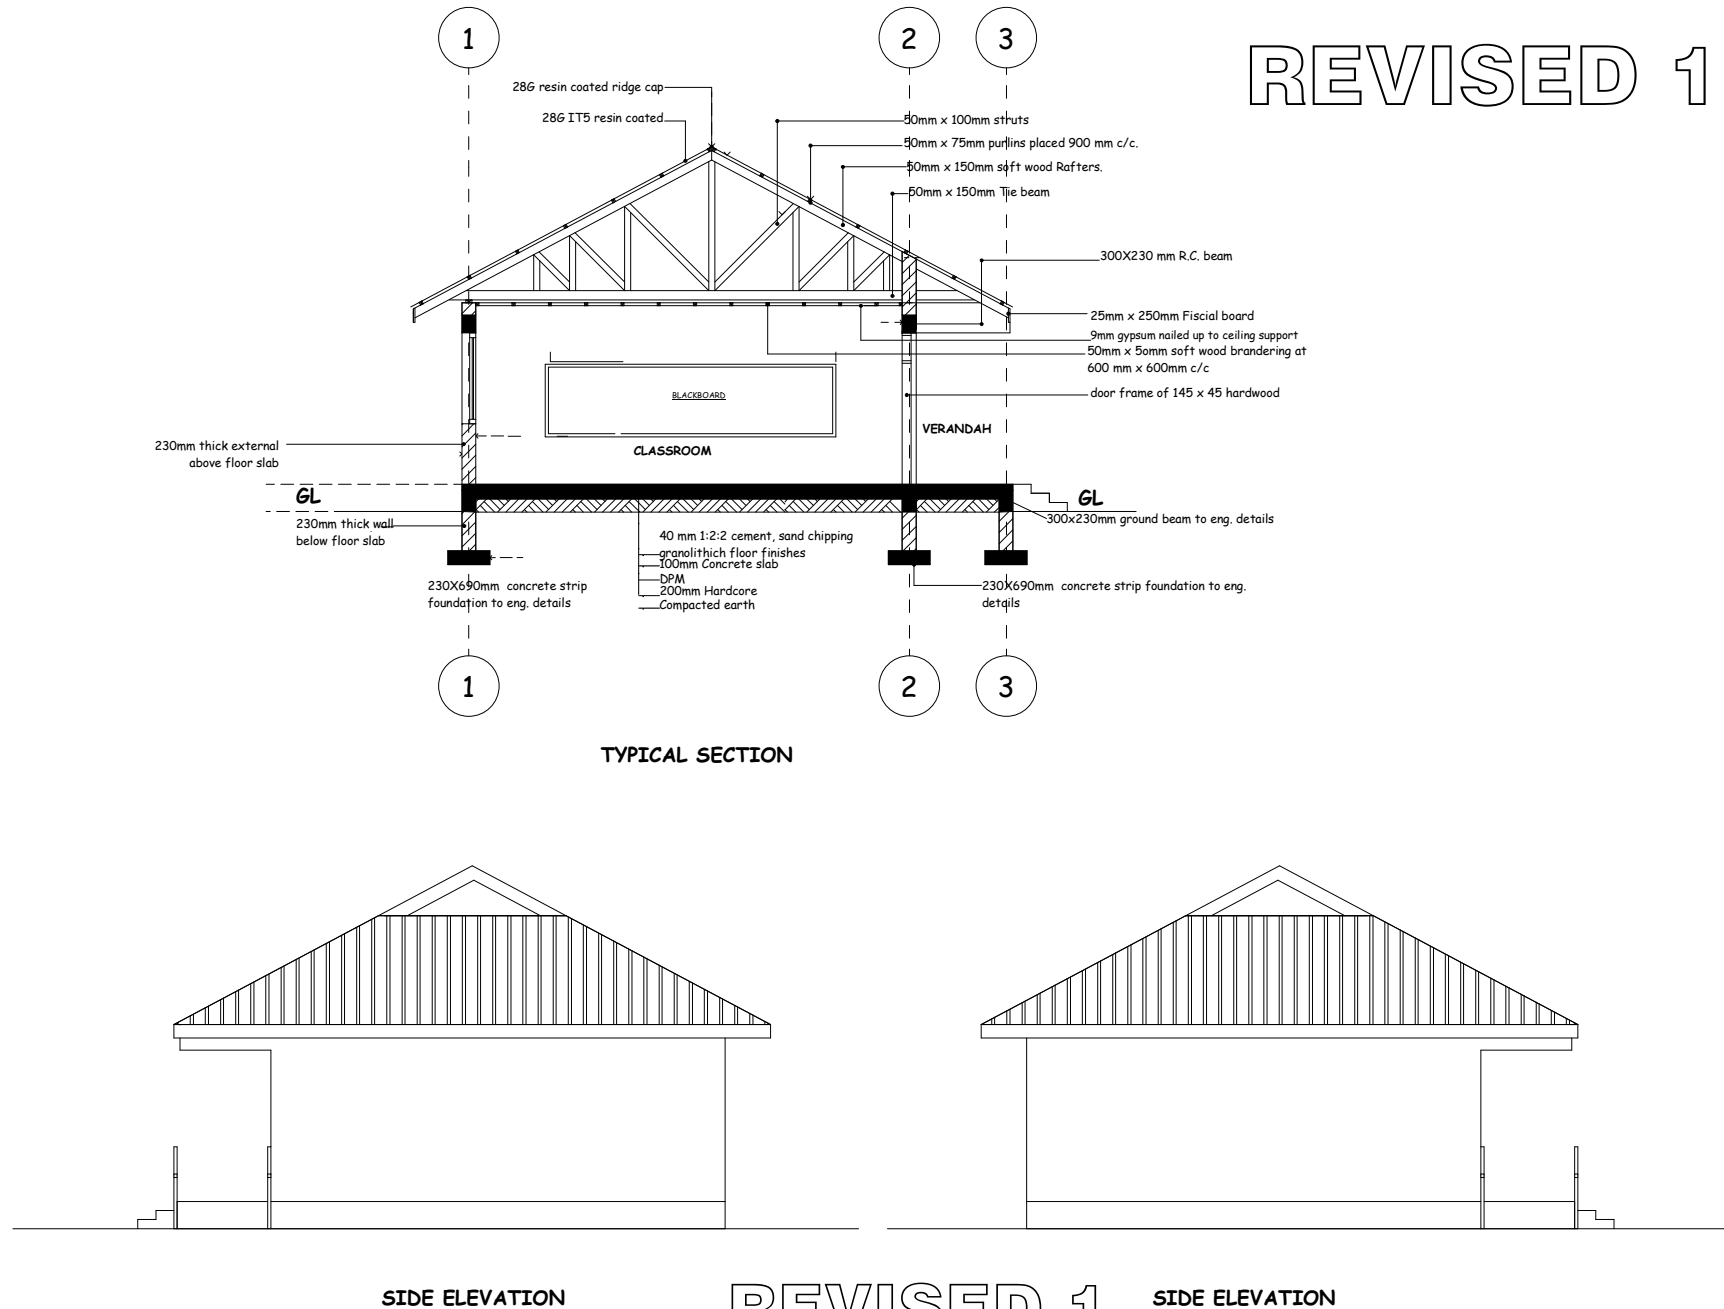 1
2
3
REVISED 1
28G resin coated ridge cap
28G IT5 resin coated
50mm x 100mm struts
50mm x 75mm purlins placed 900 mm c/c.
50mm x 150mm soft wood Rafters.
50mm x 150mm Tie beam
300X230 mm R.C. beam
25mm x 250mm Fiscial board
9mm gypsum nailed up to ceiling support
50mm x 5omm soft wood brandering at
600 mm x 600mm c/c
door frame of 145 x 45 hardwood
BLACKBOARD
VERANDAH
CLASSROOM
230mm thick external
above floor slab
GL
GL
230mm thick wall
below floor slab
300x230mm ground beam to eng. details
40 mm 1:2:2 cement, sand chipping
granolithich floor finishes
100mm Concrete slab
DPM
200mm Hardcore
Compacted earth
230X690mm concrete strip
foundation to eng. details
230X690mm concrete strip foundation to eng.
details
1
2
3
TYPICAL SECTION
SIDE ELEVATION
REVISED 1
SIDE ELEVATION